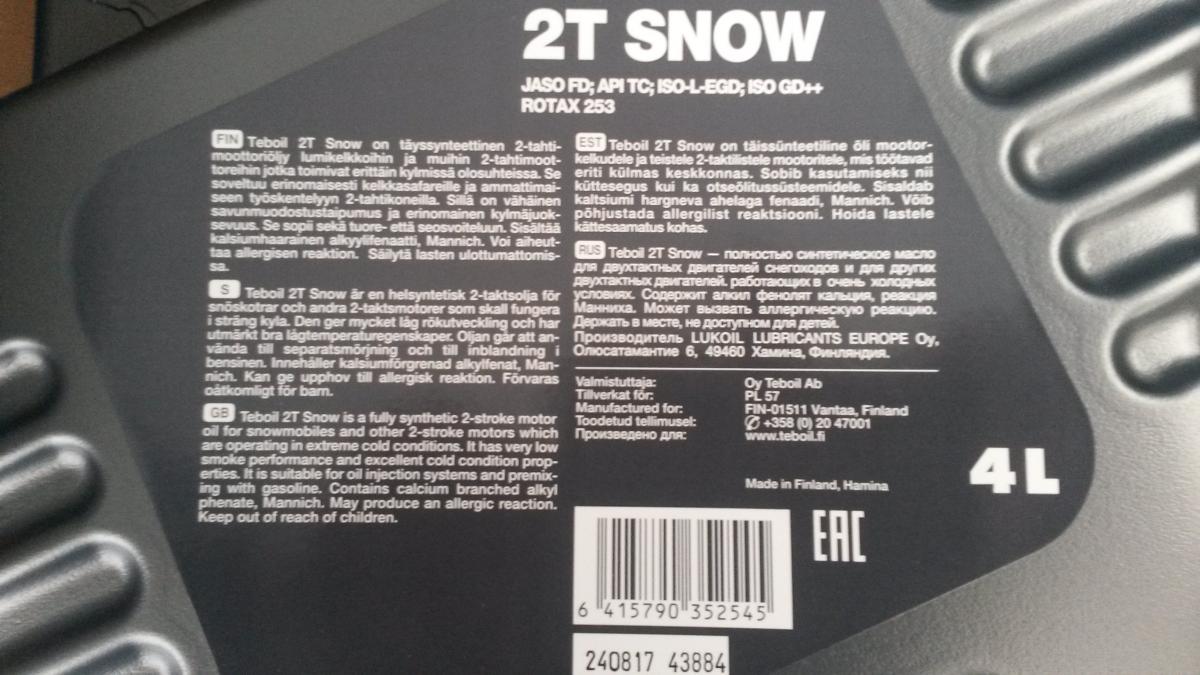 2T SNOW
JASO FD; API TC; ISO-L-EGD; ISO GD++
ROTAX 253
FIN Teboil 2T Snow on täyssynteettinen 2-tahti-
moottoriöljy lumikelkkoihin ja muihin 2-tahtimoot-
toreihin jotka toimivat erittäin kylmissä olosuhteissa. Se
soveltuu erinomaisesti kelkkasafareille ja ammattimai-
seen työskentelyyn 2-tahtikoneilla. Sillä on vähäinen
savunmuodostustaipumus ja erinomainen kylmäjuok-
sevuus. Se sopii sekä tuore- että seosvoiteluun. Sisältää
kalsiumhaarainen alkyylifenaatti, Mannich. Voi aiheut-
taa allergisen reaktion. Säilytä lasten ulottumattomis-
sa.
S Teboil 2T Snow är en helsyntetisk 2-taktsolja för
snöskotrar och andra 2-taktsmotorer som skall fungera
i sträng kyla. Den ger mycket låg rökutveckling och har
utmärkt bra lågtemperaturegenskaper. Oljan går att an-
vända till separatsmörjning och till inblandning i
bensinen. Innehåller kalsiumförgrenad alkylfenat, Man-
nich. Kan ge upphov till allergisk reaktion. Förvaras
oåtkomligt för barn.
GB Teboil 2T Snow is a fully synthetic 2-stroke motor
oil for snowmobiles and other 2-stroke motors which
are operating in extreme cold conditions. It has very low
smoke performance and excellent cold condition prop-
erties. It is suitable for oil injection systems and premix-
ing with gasoline. Contains calcium branched alkyl
phenate, Mannich. May produce an allergic reaction.
Keep out of reach of children.
EST Teboil 2T Snow on täissünteetiline õli mootor-
kelkudele ja teistele 2-taktilistele mootoritele, mis töötavad
eriti külmas keskkonnas. Sobib kasutamiseks nii
küttesegus kui ka otseõlitussüsteemidele. Sisaldab
kaltsiumi hargneva ahelaga fenaadi, Mannich. Võib
põhjustada allergilist reaktsiooni. Hoida lastele
kättesaamatus kohas.
RUS Teboil 2T Snow — полностью синтетическое масло
для двухтактных двигателей снегоходов и для других
двухтактных двигателей. работающих в очень холодных
условиях. Содержит алкил фенолят кальция, реакция
Манниха. Может вызвать аллергическую реакцию.
Держать в месте, не доступном для детей.
Производитель LUKOIL LUBRICANTS EUROPE Oy,
Олюсатамантие 6, 49460 Хамина, Финляндия.
Valmistuttaja: Oy Teboil Ab
Tillverkat för: PL 57
Manufactured for: FIN-01511 Vantaa, Finland
Toodetud tellimusel: ✆ +358 (0) 20 47001
Произведено для: www.teboil.fi
Made in Finland, Hamina
4 L
EAC
6 415790 352545
240817 43884